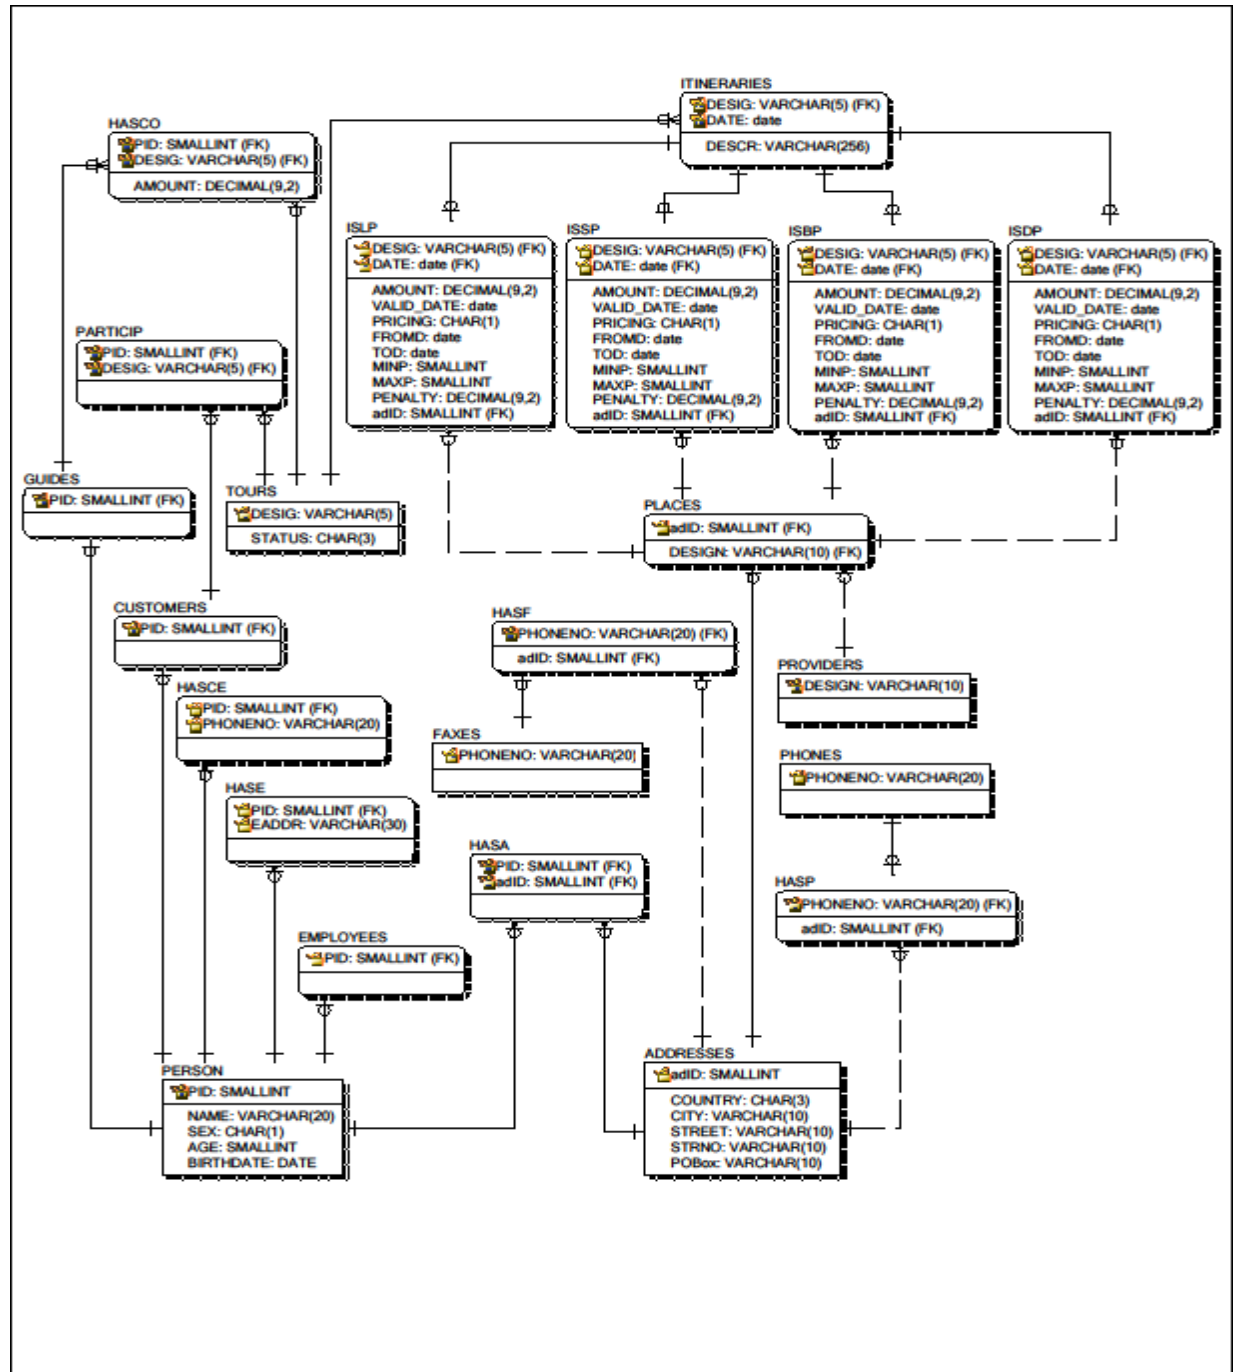 ITINERARIES
DESIG: VARCHAR(5) (FK)
DATE: date
DESCR: VARCHAR(256)
HASCO
PID: SMALLINT (FK)
DESIG: VARCHAR(5) (FK)
AMOUNT: DECIMAL(9,2)
ISLP
DESIG: VARCHAR(5) (FK)
DATE: date (FK)
AMOUNT: DECIMAL(9,2)
VALID_DATE: date
PRICING: CHAR(1)
FROMD: date
TOD: date
MINP: SMALLINT
MAXP: SMALLINT
PENALTY: DECIMAL(9,2)
adID: SMALLINT (FK)
ISSP
DESIG: VARCHAR(5) (FK)
DATE: date (FK)
AMOUNT: DECIMAL(9,2)
VALID_DATE: date
PRICING: CHAR(1)
FROMD: date
TOD: date
MINP: SMALLINT
MAXP: SMALLINT
PENALTY: DECIMAL(9,2)
adID: SMALLINT (FK)
ISBP
DESIG: VARCHAR(5) (FK)
DATE: date (FK)
AMOUNT: DECIMAL(9,2)
VALID_DATE: date
PRICING: CHAR(1)
FROMD: date
TOD: date
MINP: SMALLINT
MAXP: SMALLINT
PENALTY: DECIMAL(9,2)
adID: SMALLINT (FK)
ISDP
DESIG: VARCHAR(5) (FK)
DATE: date (FK)
AMOUNT: DECIMAL(9,2)
VALID_DATE: date
PRICING: CHAR(1)
FROMD: date
TOD: date
MINP: SMALLINT
MAXP: SMALLINT
PENALTY: DECIMAL(9,2)
adID: SMALLINT (FK)
PARTICIP
PID: SMALLINT (FK)
DESIG: VARCHAR(5) (FK)
GUIDES
PID: SMALLINT (FK)
TOURS
DESIG: VARCHAR(5)
STATUS: CHAR(3)
PLACES
adID: SMALLINT (FK)
DESIGN: VARCHAR(10) (FK)
CUSTOMERS
PID: SMALLINT (FK)
HASF
PHONENO: VARCHAR(20) (FK)
adID: SMALLINT (FK)
PROVIDERS
DESIGN: VARCHAR(10)
HASCE
PID: SMALLINT (FK)
PHONENO: VARCHAR(20)
FAXES
PHONENO: VARCHAR(20)
PHONES
PHONENO: VARCHAR(20)
HASE
PID: SMALLINT (FK)
EADDR: VARCHAR(30)
HASA
PID: SMALLINT (FK)
adID: SMALLINT (FK)
HASP
PHONENO: VARCHAR(20) (FK)
adID: SMALLINT (FK)
EMPLOYEES
PID: SMALLINT (FK)
PERSON
PID: SMALLINT
NAME: VARCHAR(20)
SEX: CHAR(1)
AGE: SMALLINT
BIRTHDATE: DATE
ADDRESSES
adID: SMALLINT
COUNTRY: CHAR(3)
CITY: VARCHAR(10)
STREET: VARCHAR(10)
STRNO: VARCHAR(10)
POBox: VARCHAR(10)